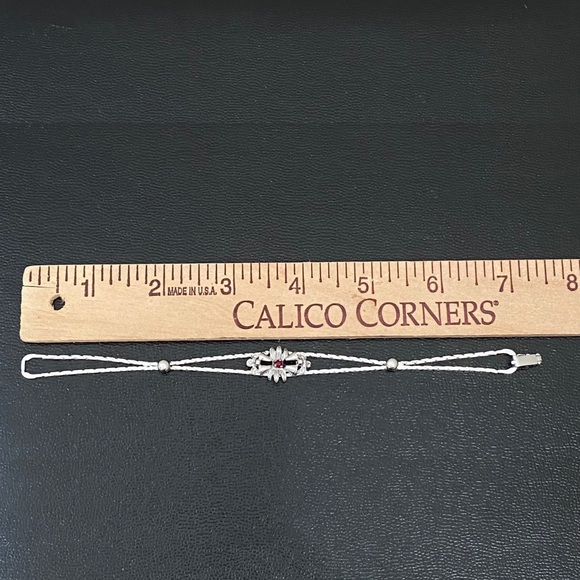 1 2 MADE IN U.S.A. 3 4 5 6 7 8
CALICO CORNERS®